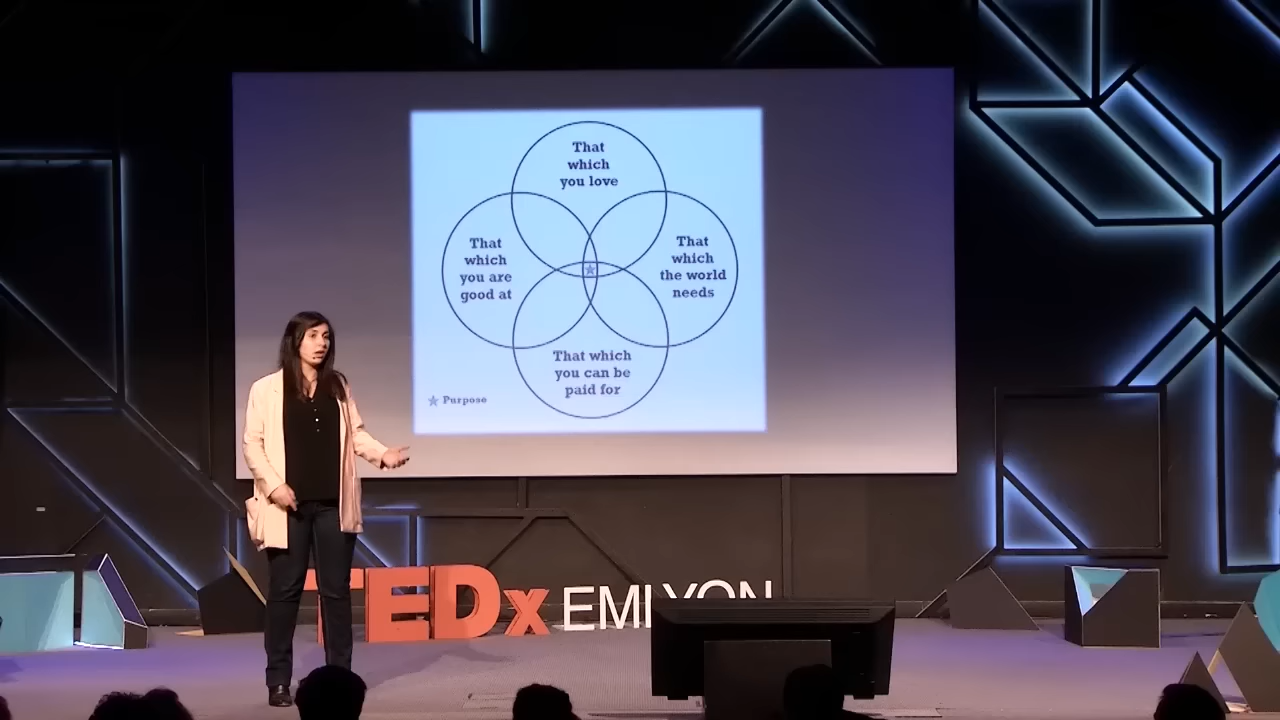 That
which
you love
That
which
you are
good at
That
which
the world
needs
That which
you can be
paid for
Purpose
TEDx EMLYON